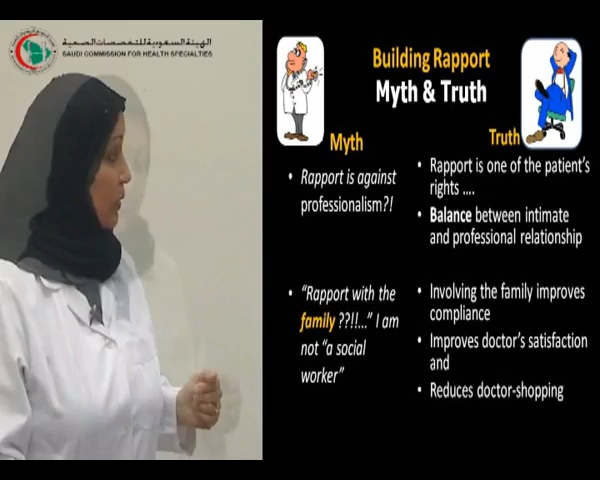 الهيئة السعودية للتخصصات الصحية
SAUDI COMMISSION FOR HEALTH SPECIALTIES
Building Rapport
Myth & Truth
Myth
• Rapport is against
professionalism?!
• “Rapport with the
family ??!!...” I am
not “a social
worker”
Truth
• Rapport is one of the patient’s
rights ....
• Balance between intimate
and professional relationship
• Involving the family improves
compliance
• Improves doctor’s satisfaction
and
• Reduces doctor-shopping